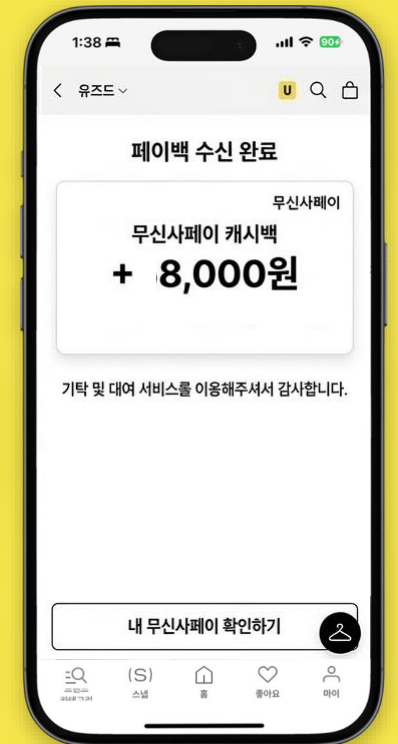 1:38 90
유즈드 U
페이백 수신 완료
무신사페이
무신사페이 캐시백
+ 8,000원
기탁 및 대여 서비스롤 이용해주셔서 감사합니다.
내 무신사페이 확인하기
(S)
스냅 홈 좋아요 마이